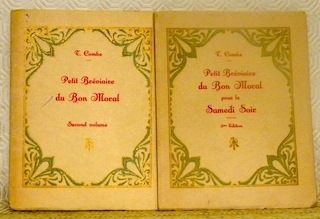 T. Combe
Petit Bréviaire
du Bon Moral
Second volume
T. Combe
Petit Bréviaire
du Bon Moral
pour le
Samedi Soir